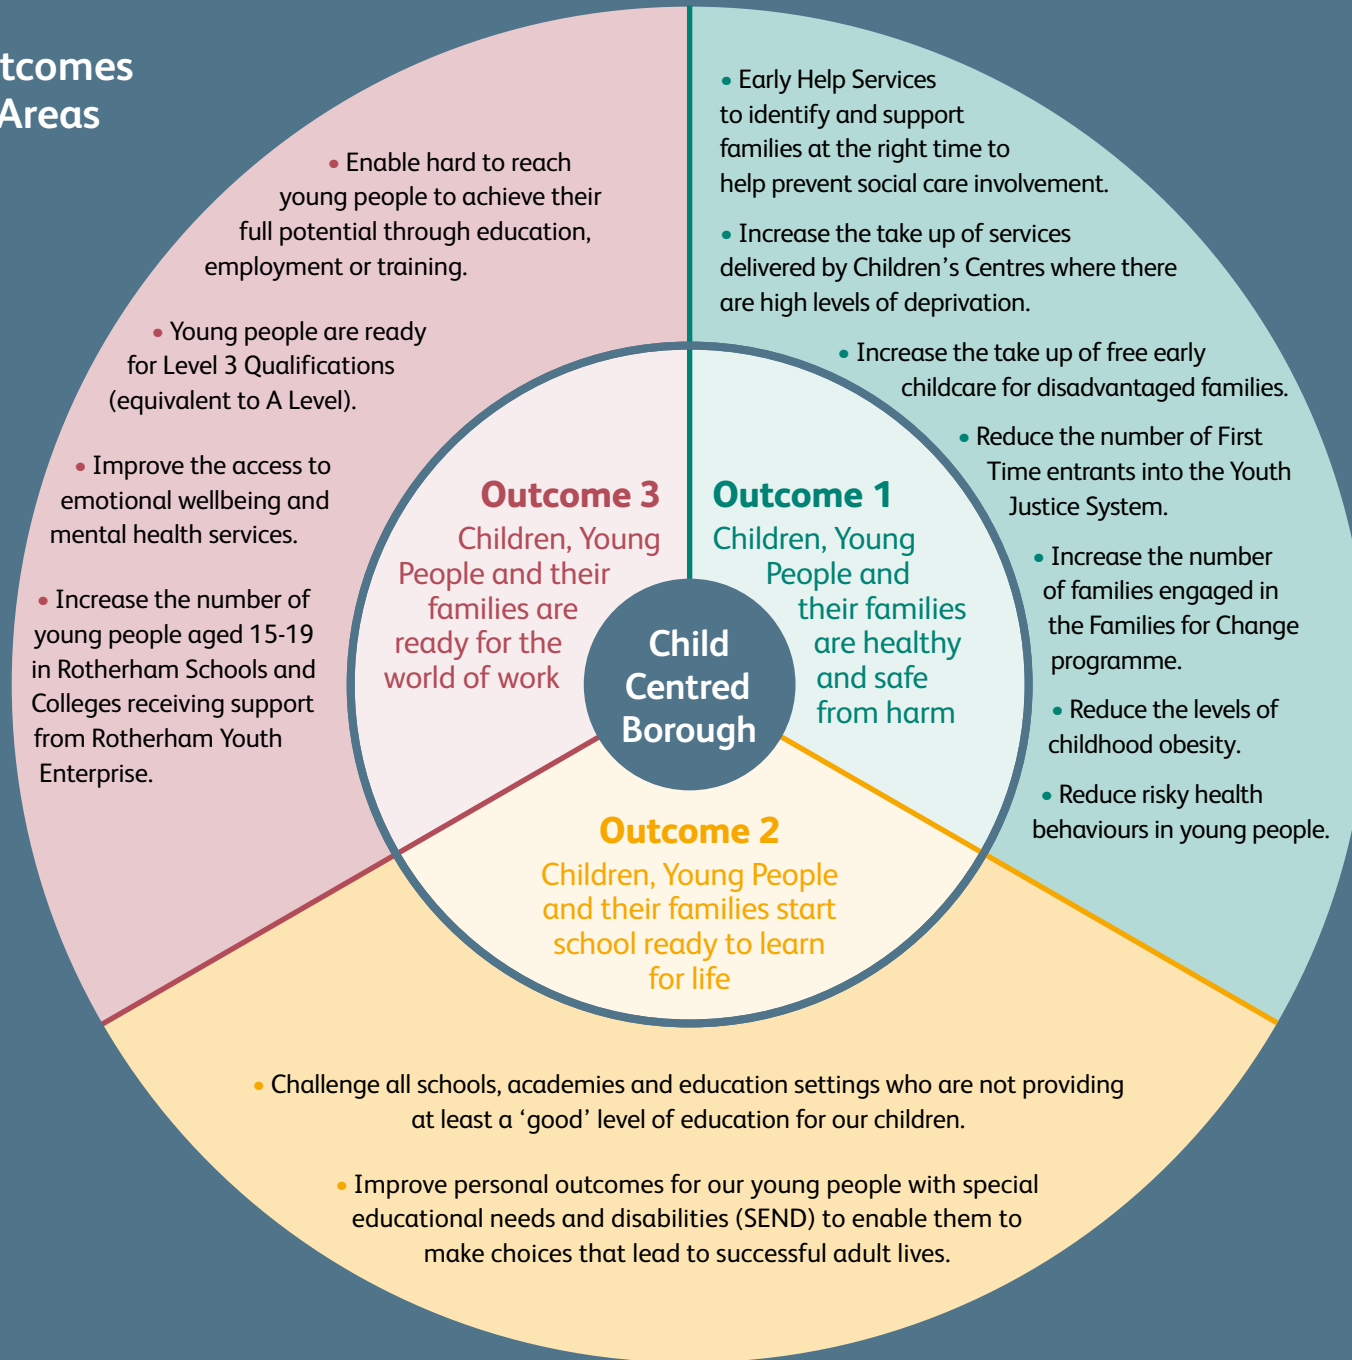 tcomes
Areas
• Early Help Services
to identify and support
families at the right time to
help prevent social care involvement.
• Increase the take up of services
delivered by Children’s Centres where there
are high levels of deprivation.
• Increase the take up of free early
childcare for disadvantaged families.
• Reduce the number of First
Time entrants into the Youth
Justice System.
• Increase the number
of families engaged in
the Families for Change
programme.
• Reduce the levels of
childhood obesity.
• Reduce risky health
behaviours in young people.
• Enable hard to reach
young people to achieve their
full potential through education,
employment or training.
• Young people are ready
for Level 3 Qualifications
(equivalent to A Level).
• Improve the access to
emotional wellbeing and
mental health services.
• Increase the number of
young people aged 15-19
in Rotherham Schools and
Colleges receiving support
from Rotherham Youth
Enterprise.
Outcome 3
Children, Young
People and their
families are
ready for the
world of work
Outcome 1
Children, Young
People and
their families
are healthy
and safe
from harm
Child
Centred
Borough
Outcome 2
Children, Young People
and their families start
school ready to learn
for life
• Challenge all schools, academies and education settings who are not providing
at least a ‘good’ level of education for our children.
• Improve personal outcomes for our young people with special
educational needs and disabilities (SEND) to enable them to
make choices that lead to successful adult lives.